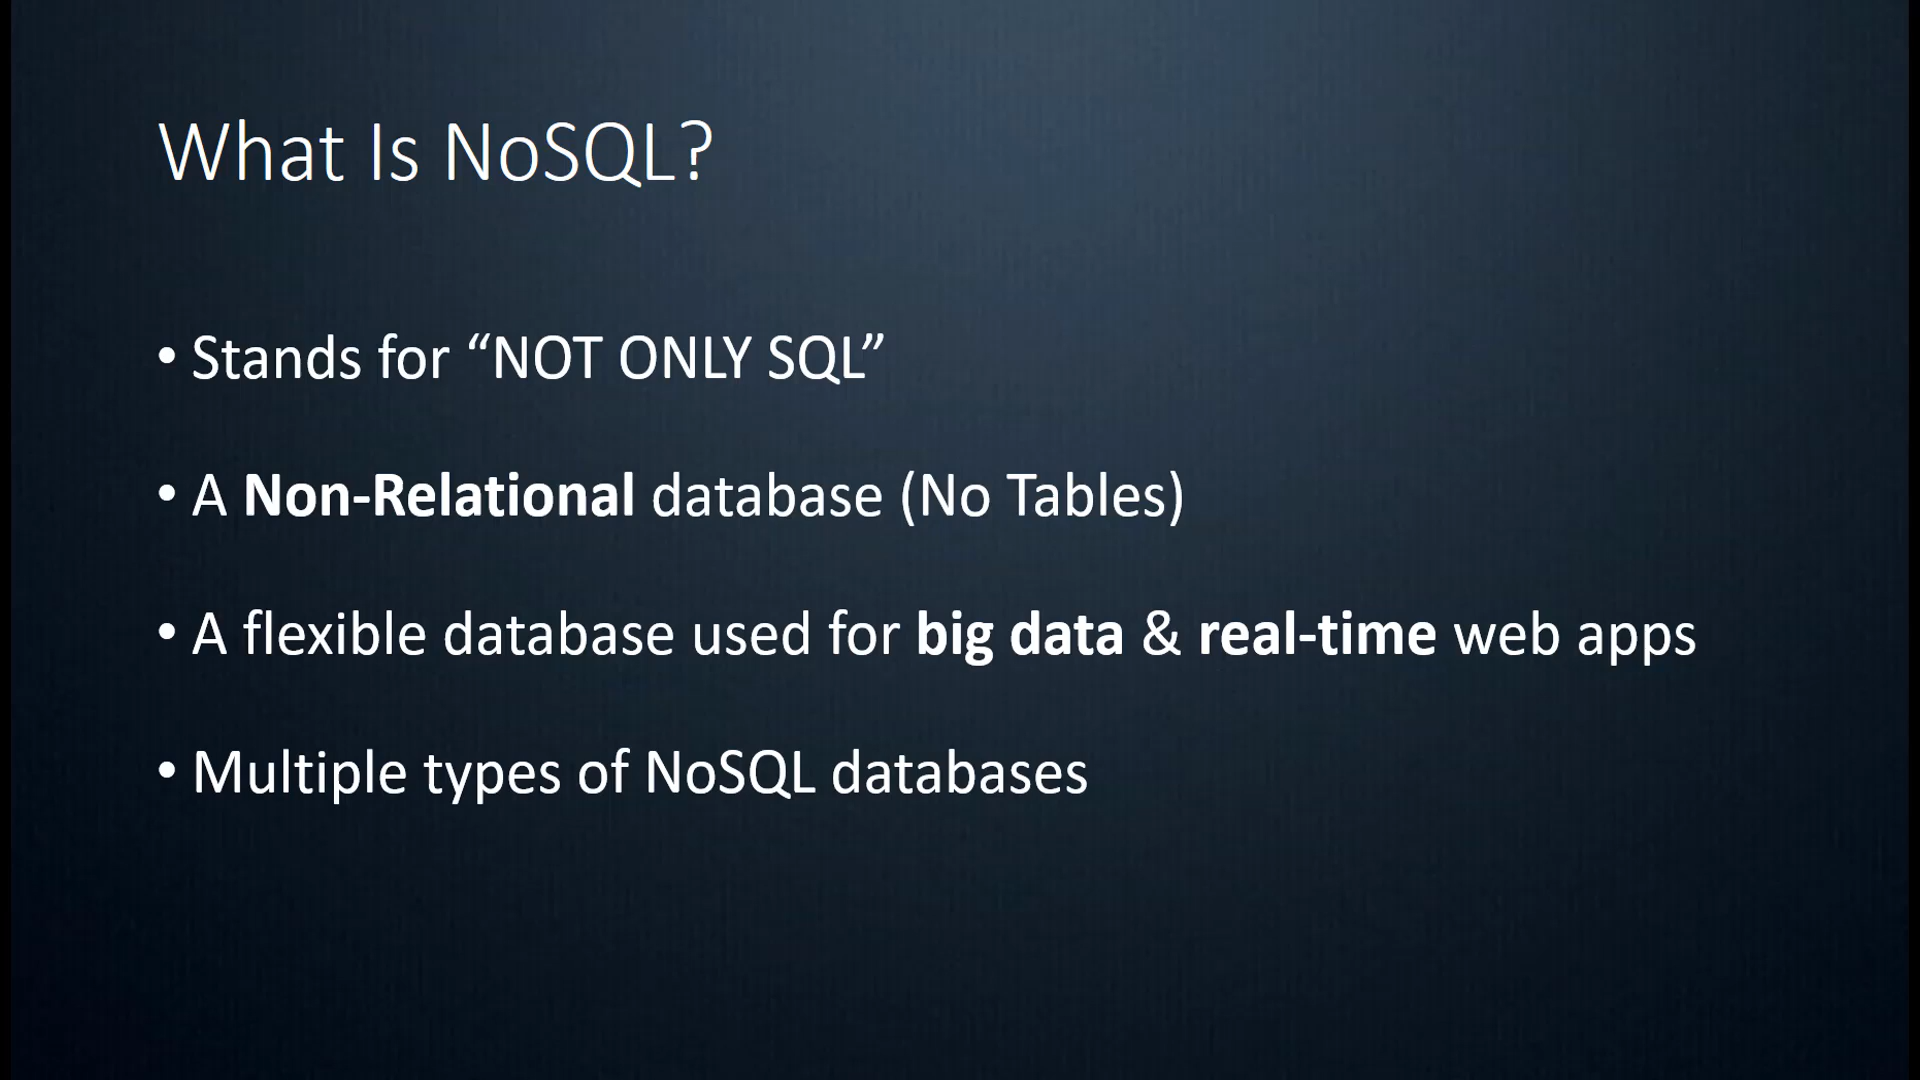 What Is NoSQL?
• Stands for “NOT ONLY SQL”
• A Non-Relational database (No Tables)
• A flexible database used for big data & real-time web apps
• Multiple types of NoSQL databases